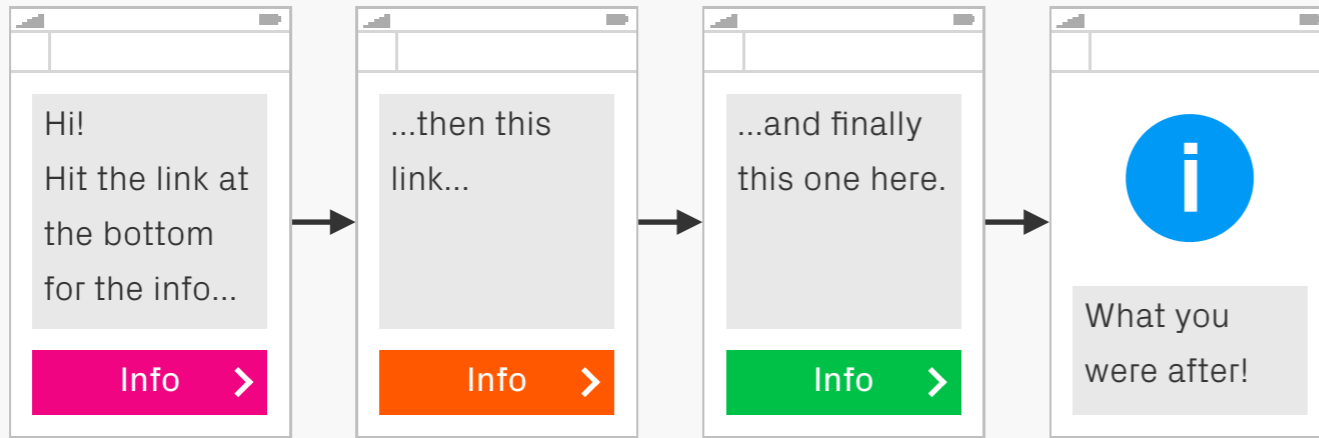 Hi!
Hit the link at
the bottom
for the info...
Info
...then this
link...
Info
...and finally
this one here.
Info
i
What you
were after!